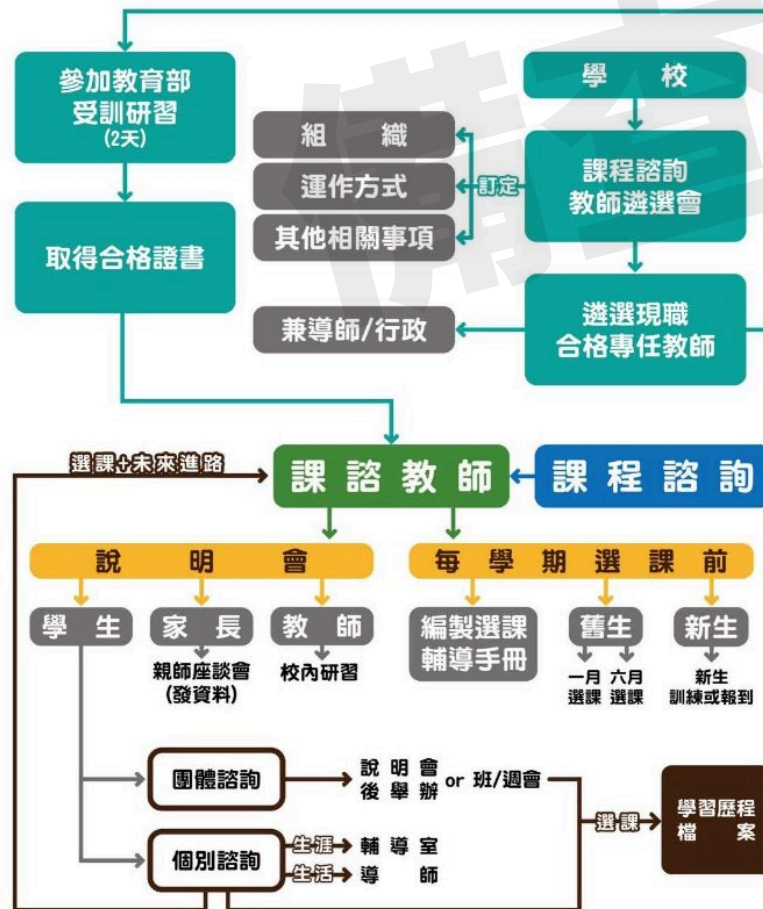 備查
參加教育部
受訓研習
(2天)
取得合格證書
學校
課程諮詢
教師遴選會
訂定
組織
運作方式
其他相關事項
遴選現職
合格專任教師
兼導師/行政
選課+未來進路
課諮教師
課程諮詢
說明會
每學期選課前
學生
家長
教師
親師座談會
(發資料)
校內研習
編製選課
輔導手冊
舊生
新生
一月 六月
選課 選課
新生
訓練或報到
團體諮詢
說明會
後舉辦
or 班/週會
個別諮詢
生涯
輔導室
生活
導師
選課
學習歷程
檔案